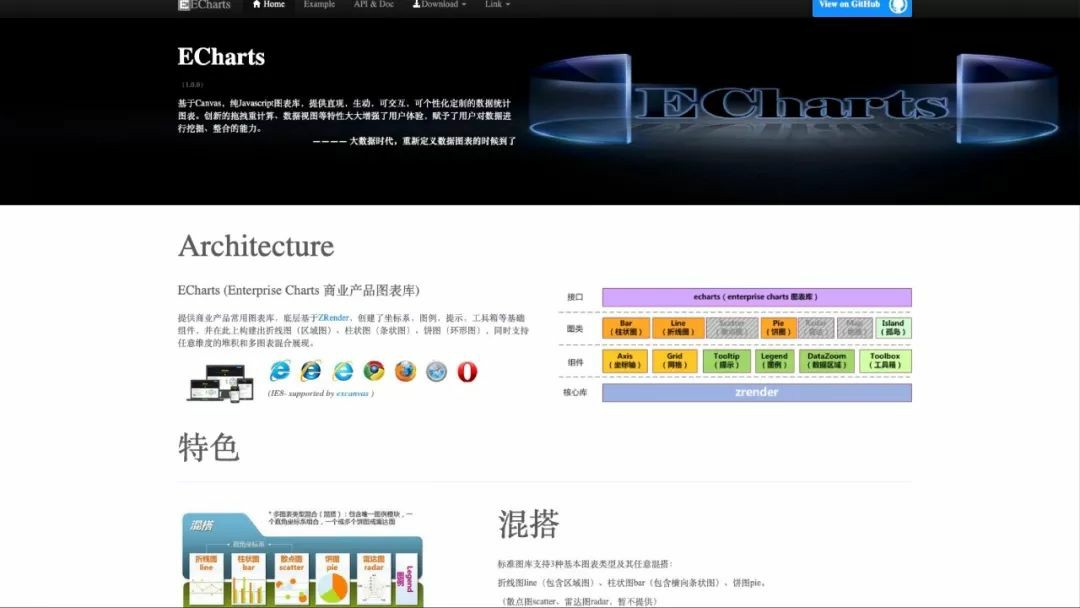 ECharts
Home
Example
API & Doc
Download
Link
View on GitHub
ECharts
(1.0.0)
基于Canvas，纯Javascript图表库，提供直观，生动，可交互，可个性化定制的数据统计
图表。创新的拖拽重计算、数据视图等特性大大增强了用户体验，赋予了用户对数据进
行挖掘、整合的能力。
———— 大数据时代，重新定义数据图表的时候到了
ECharts
Architecture
ECharts (Enterprise Charts 商业产品图表库)
提供商业产品常用图表库，底层基于ZRender，创建了坐标系，图例，提示，工具箱等基础
组件，并在此上构建出折线图（区域图）、柱状图（条状图）、饼图（环形图），同时支持
任意维度的堆积和多图表混合展现。
(IE8- supported by excanvas )
接口
echarts（enterprise charts 图表库）
图类
Bar
（柱状图）
Line
（折线图）
Scatter
Pie
（饼图）
Radar
Map
Island
（孤岛）
组件
Axis
（坐标轴）
Grid
（网格）
Tooltip
（提示）
Legend
（图例）
DataZoom
（数据区域）
Toolbox
（工具箱）
核心库
zrender
特色
混搭
* 多图表类型混合（混搭）：包含唯一图例模块，一
个直角坐标系组合，一个或多个饼图或雷达图
直角坐标系
折线图
line
柱状图
bar
散点图
scatter
饼图
pie
雷达图
radar
Legend
图例
混搭
标准图库支持3种基本图表类型及其任意混搭：
折线图line（包含区域图）、柱状图bar（包含横向条状图）、饼图pie。
（散点图scatter、雷达图radar，暂不提供）